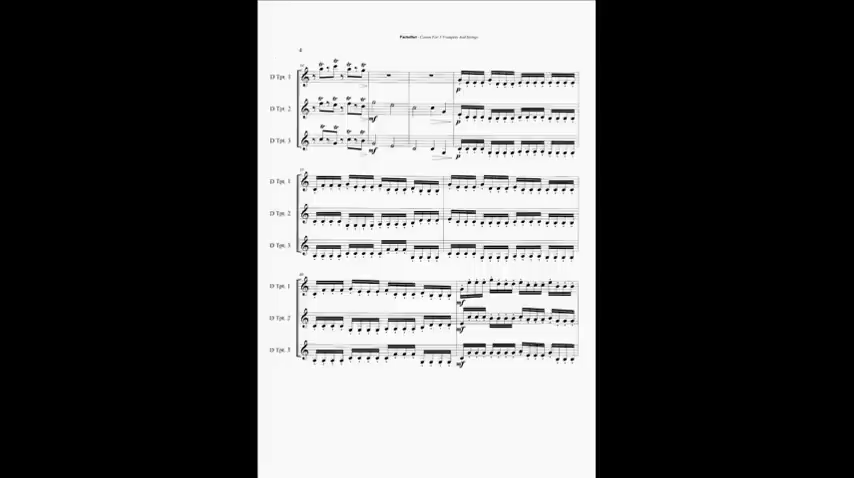 Pachelbel - Canon For 3 Trumpets And Strings
4
D Tpt. 1
D Tpt. 2
mf
D Tpt. 3
mf
p
p
p
D Tpt. 1
D Tpt. 2
D Tpt. 3
D Tpt. 1
mf
D Tpt. 2
mf
D Tpt. 3
mf